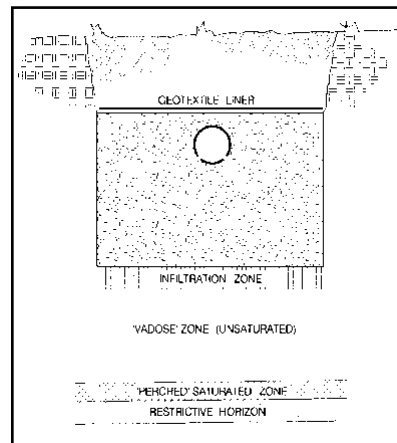 GEOTEXTILE LINER
INFILTRATION ZONE
'VADOSE' ZONE (UNSATURATED)
'PERCHED' SATURATED ZONE
RESTRICTIVE HORIZON